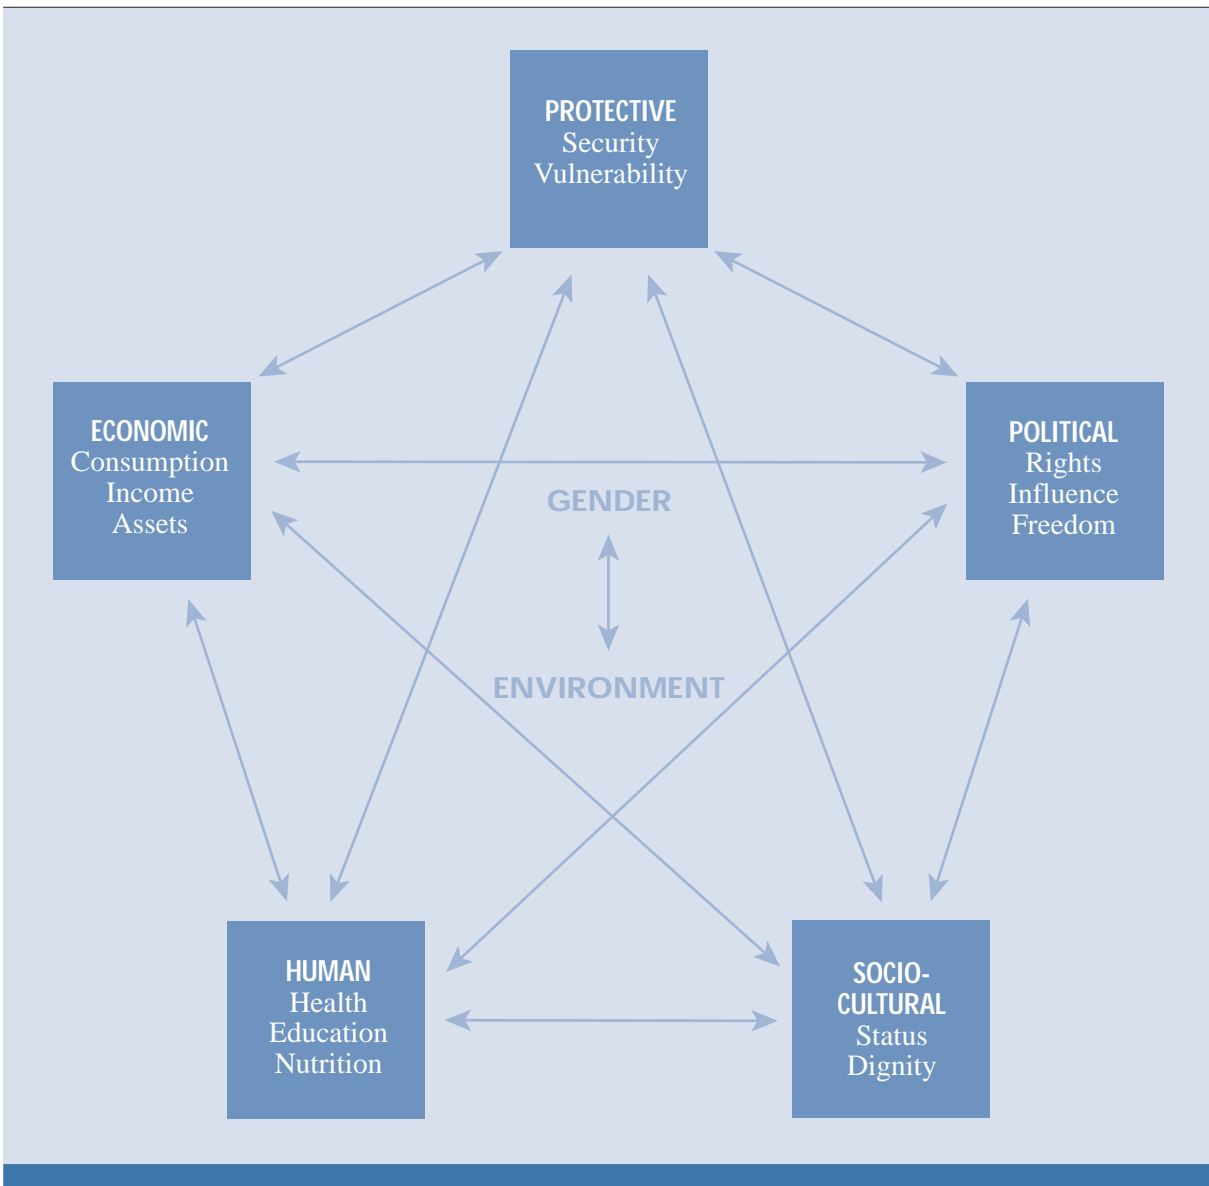 PROTECTIVE
Security
Vulnerability
ECONOMIC
Consumption
Income
Assets
POLITICAL
Rights
Influence
Freedom
GENDER
ENVIRONMENT
HUMAN
Health
Education
Nutrition
SOCIO-
CULTURAL
Status
Dignity